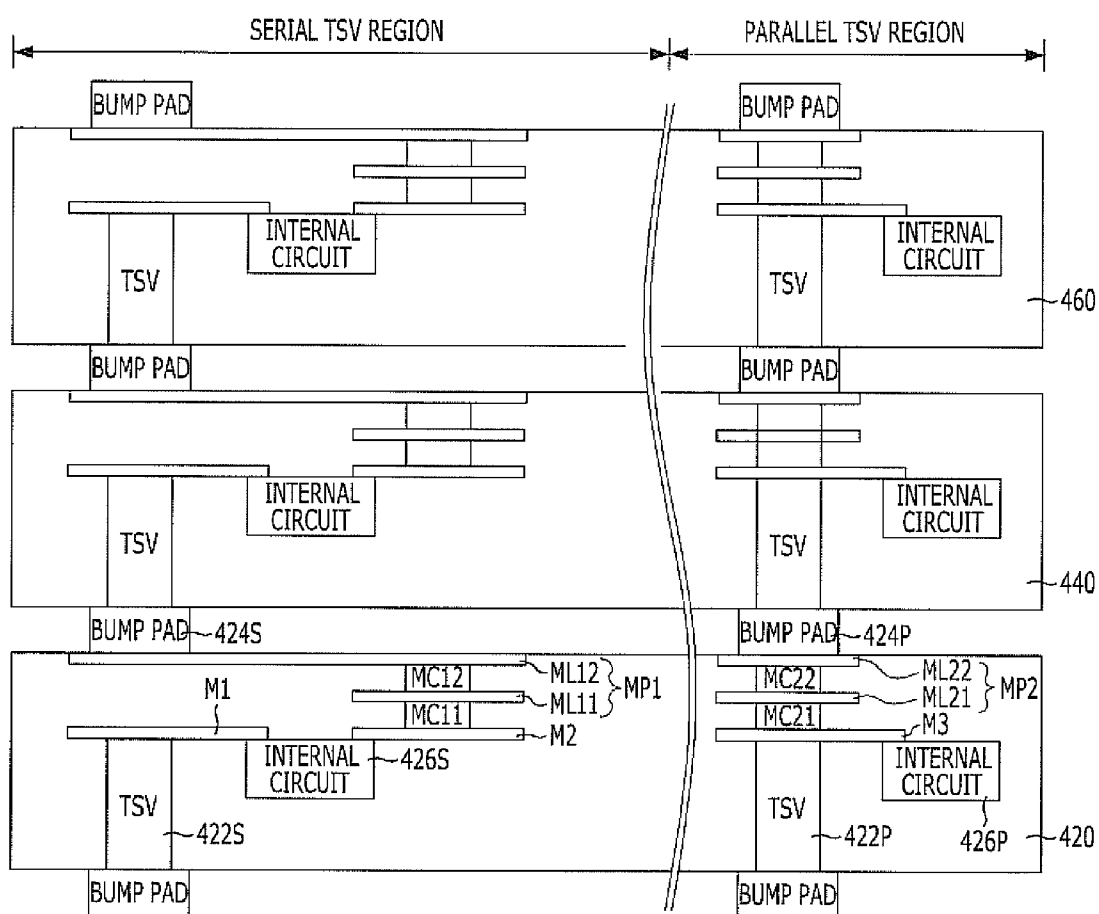 SERIAL TSV REGION
PARALLEL TSV REGION
BUMP PAD
BUMP PAD
INTERNAL
CIRCUIT
INTERNAL
CIRCUIT
TSV
TSV
460
BUMP PAD
BUMP PAD
INTERNAL
CIRCUIT
INTERNAL
CIRCUIT
TSV
TSV
440
BUMP PAD
424S
BUMP PAD
424P
MC12
ML12
MP1
MC22
ML22
MP2
M1
ML11
ML21
MC11
M2
MC21
M3
INTERNAL
CIRCUIT
426S
INTERNAL
CIRCUIT
TSV
422S
TSV
422P
426P
420
BUMP PAD
BUMP PAD